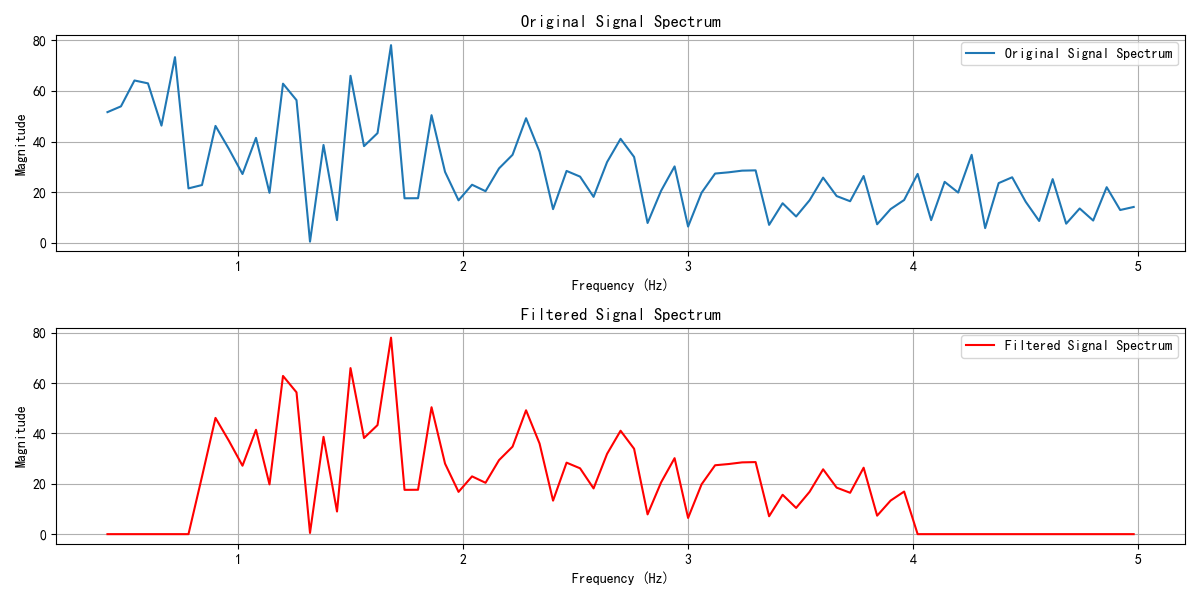 Original Signal Spectrum
80
60
40
20
0
Magnitude
Original Signal Spectrum
1
2
3
4
5
Frequency (Hz)
Filtered Signal Spectrum
80
60
40
20
0
Magnitude
Filtered Signal Spectrum
1
2
3
4
5
Frequency (Hz)